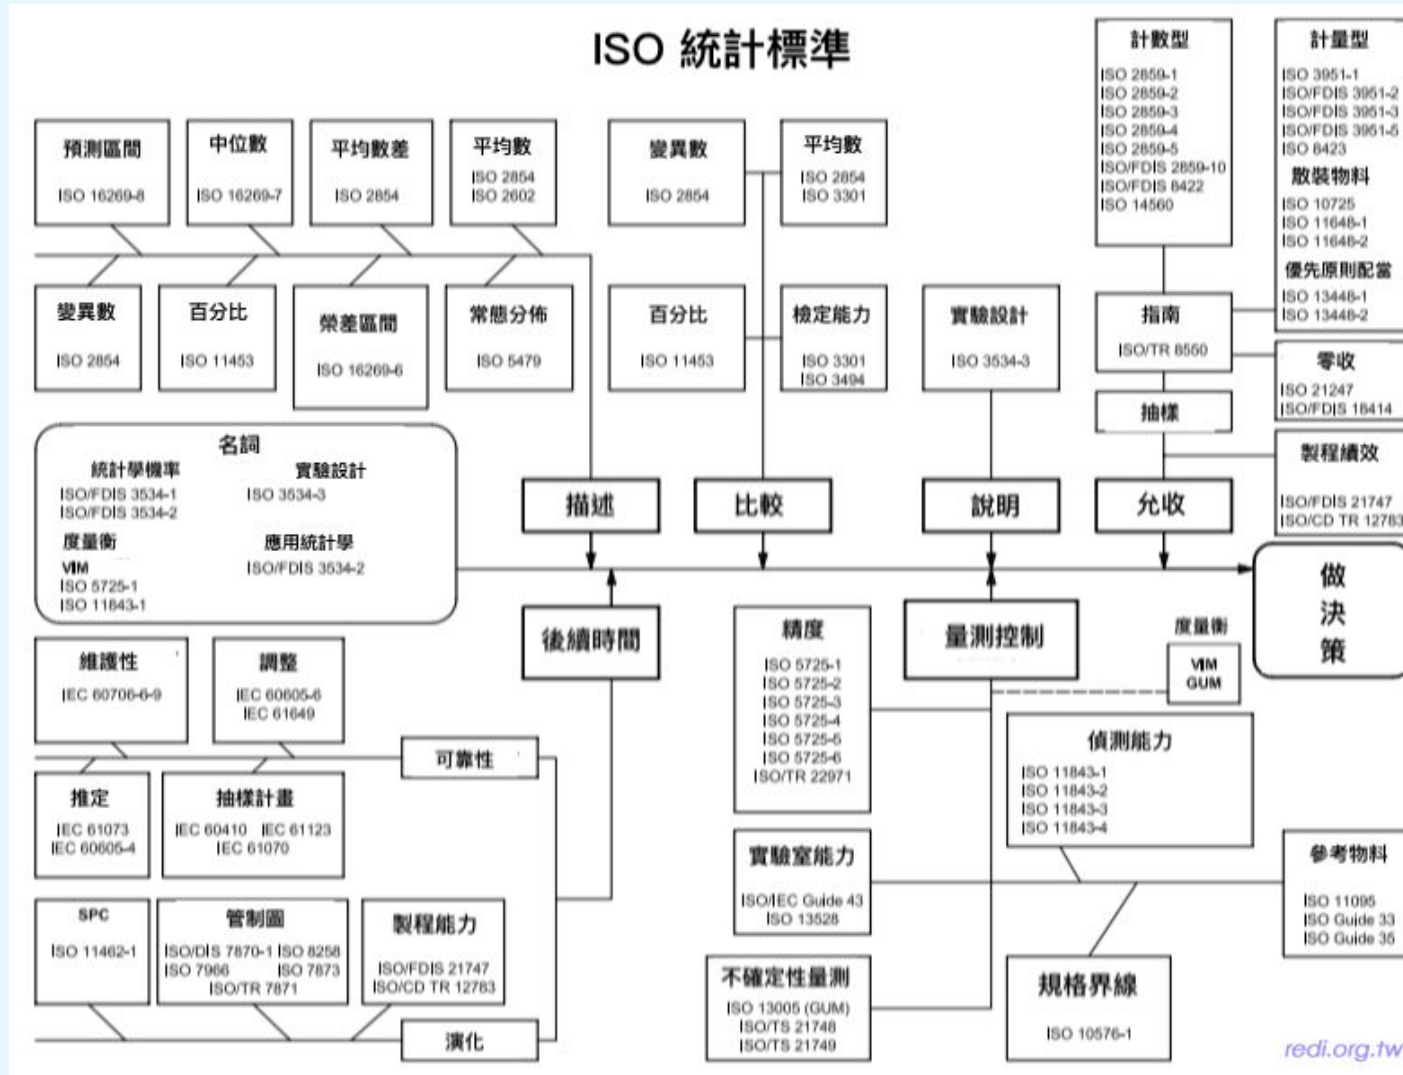 ISO 統計標準
預測區間
ISO 16269-8
中位數
ISO 16269-7
平均數差
ISO 2854
平均數
ISO 2854
ISO 2602
變異數
ISO 2854
平均數
ISO 2854
ISO 3301
計數型
ISO 2859-1
ISO 2859-2
ISO 2859-3
ISO 2859-4
ISO 2859-5
ISO/FDIS 2859-10
ISO/FDIS 8422
ISO 14560
計量型
ISO 3951-1
ISO/FDIS 3951-2
ISO/FDIS 3951-3
ISO/FDIS 3951-5
ISO 8423
散裝物料
ISO 10725
ISO 11648-1
ISO 11648-2
優先原則配當
ISO 13448-1
ISO 13448-2
變異數
ISO 2854
百分比
ISO 11453
榮差區間
ISO 16269-6
常態分佈
ISO 5479
百分比
ISO 11453
檢定能力
ISO 3301
ISO 3494
實驗設計
ISO 3534-3
指南
ISO/TR 8550
抽樣
零收
ISO 21247
ISO/FDIS 18414
製程績效
ISO/FDIS 21747
ISO/CD TR 12783
名詞
統計學機率
ISO/FDIS 3534-1
ISO/FDIS 3534-2
實驗設計
ISO 3534-3
度量衡
VIM
ISO 5725-1
ISO 11843-1
應用統計學
ISO/FDIS 3534-2
描述
比較
說明
允收
做
決
策
後續時間
量測控制
精度
ISO 5725-1
ISO 5725-2
ISO 5725-3
ISO 5725-4
ISO 5725-5
ISO 5725-6
ISO/TR 22971
度量衡
VIM
GUM
維護性
IEC 60706-6-9
調整
IEC 60605-6
IEC 61649
可靠性
推定
IEC 61073
IEC 60605-4
抽樣計畫
IEC 60410 IEC 61123
IEC 61070
偵測能力
ISO 11843-1
ISO 11843-2
ISO 11843-3
ISO 11843-4
實驗室能力
ISO/IEC Guide 43
ISO 13528
參考物料
ISO 11095
ISO Guide 33
ISO Guide 35
SPC
ISO 11462-1
管制圖
ISO/DIS 7870-1 ISO 8258
ISO 7966 ISO 7873
ISO/TR 7871
製程能力
ISO/FDIS 21747
ISO/CD TR 12783
演化
不確定性量測
ISO 13005 (GUM)
ISO/TS 21748
ISO/TS 21749
規格界線
ISO 10576-1
redi.org.tw